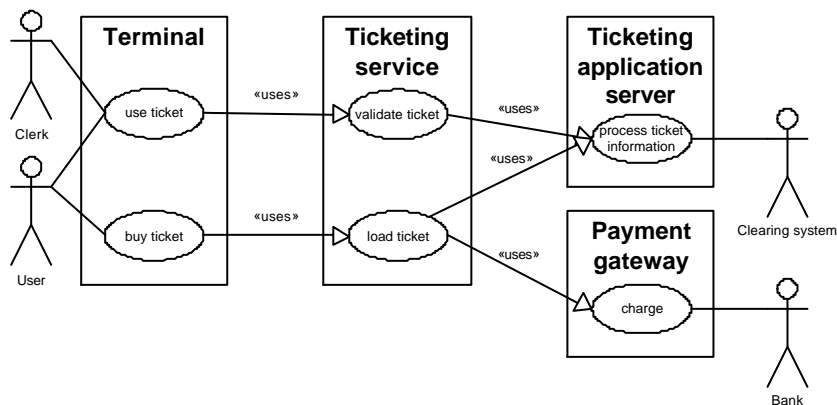 Terminal
Ticketing
service
Ticketing
application
server
Clerk
use ticket
«uses»
validate ticket
«uses»
process ticket
information
«uses»
Clearing system
User
buy ticket
«uses»
load ticket
«uses»
Payment
gateway
charge
Bank